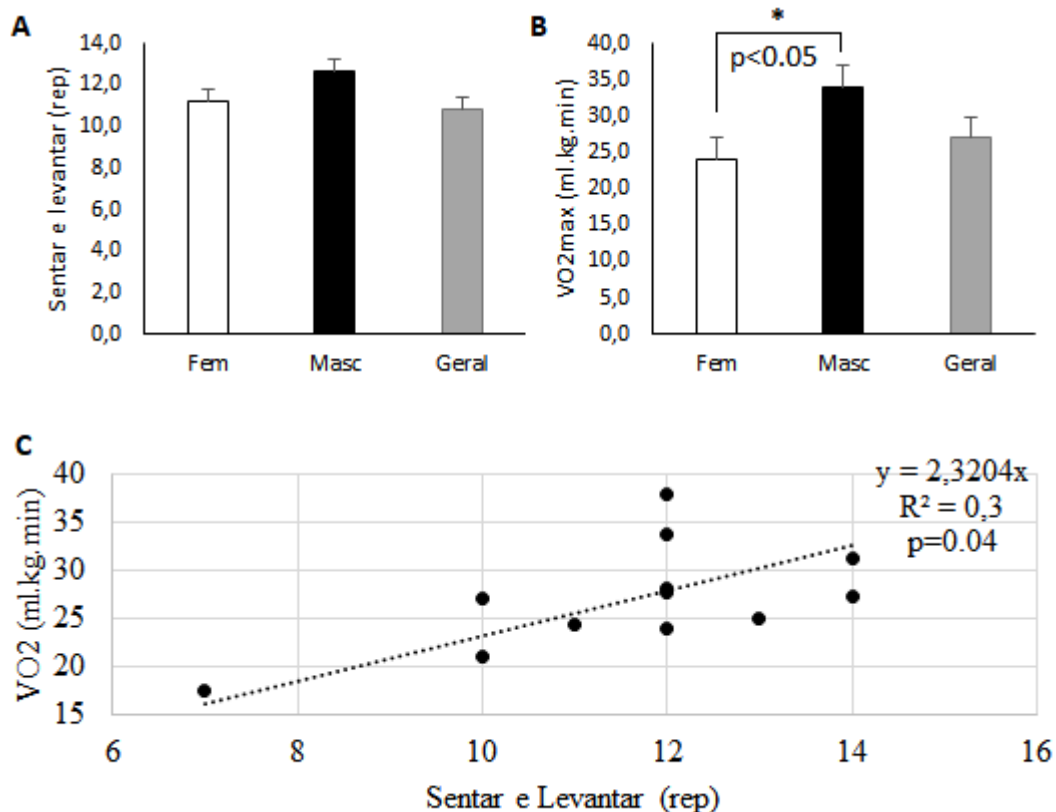 A
Sentar e levantar (rep)
14,0
12,0
10,0
8,0
6,0
4,0
2,0
0,0
Fem Masc Geral
B
*
p<0.05
VO2max (ml.kg.min)
40,0
35,0
30,0
25,0
20,0
15,0
10,0
5,0
0,0
Fem Masc Geral
C
VO2 (ml.kg.min)
40
35
30
25
20
15
y = 2,3204x
R² = 0,3
p=0.04
6 8 10 12 14 16
Sentar e Levantar (rep)